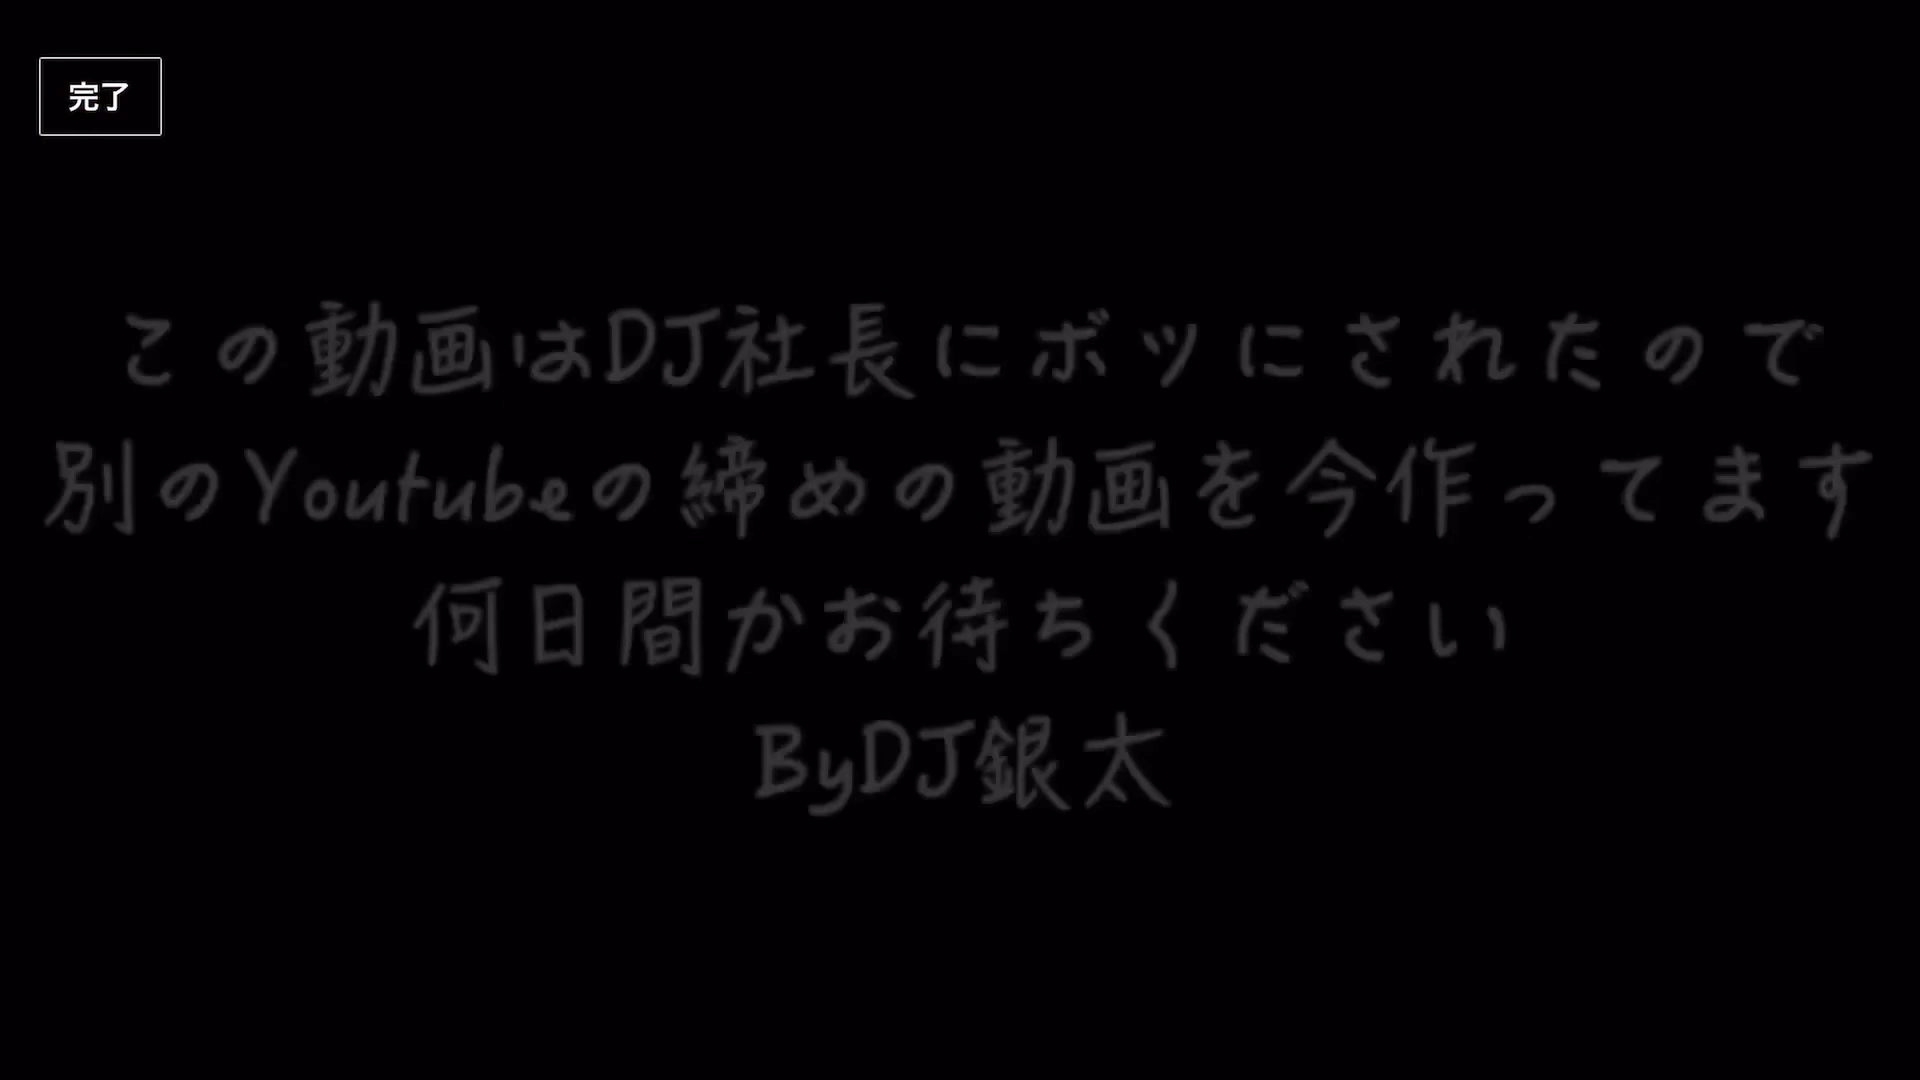 完了
この動画はDJ社長にボツにされたので
別のYoutubeの締めの動画を今作ってます
何日間かお待ちください
ByDJ銀太